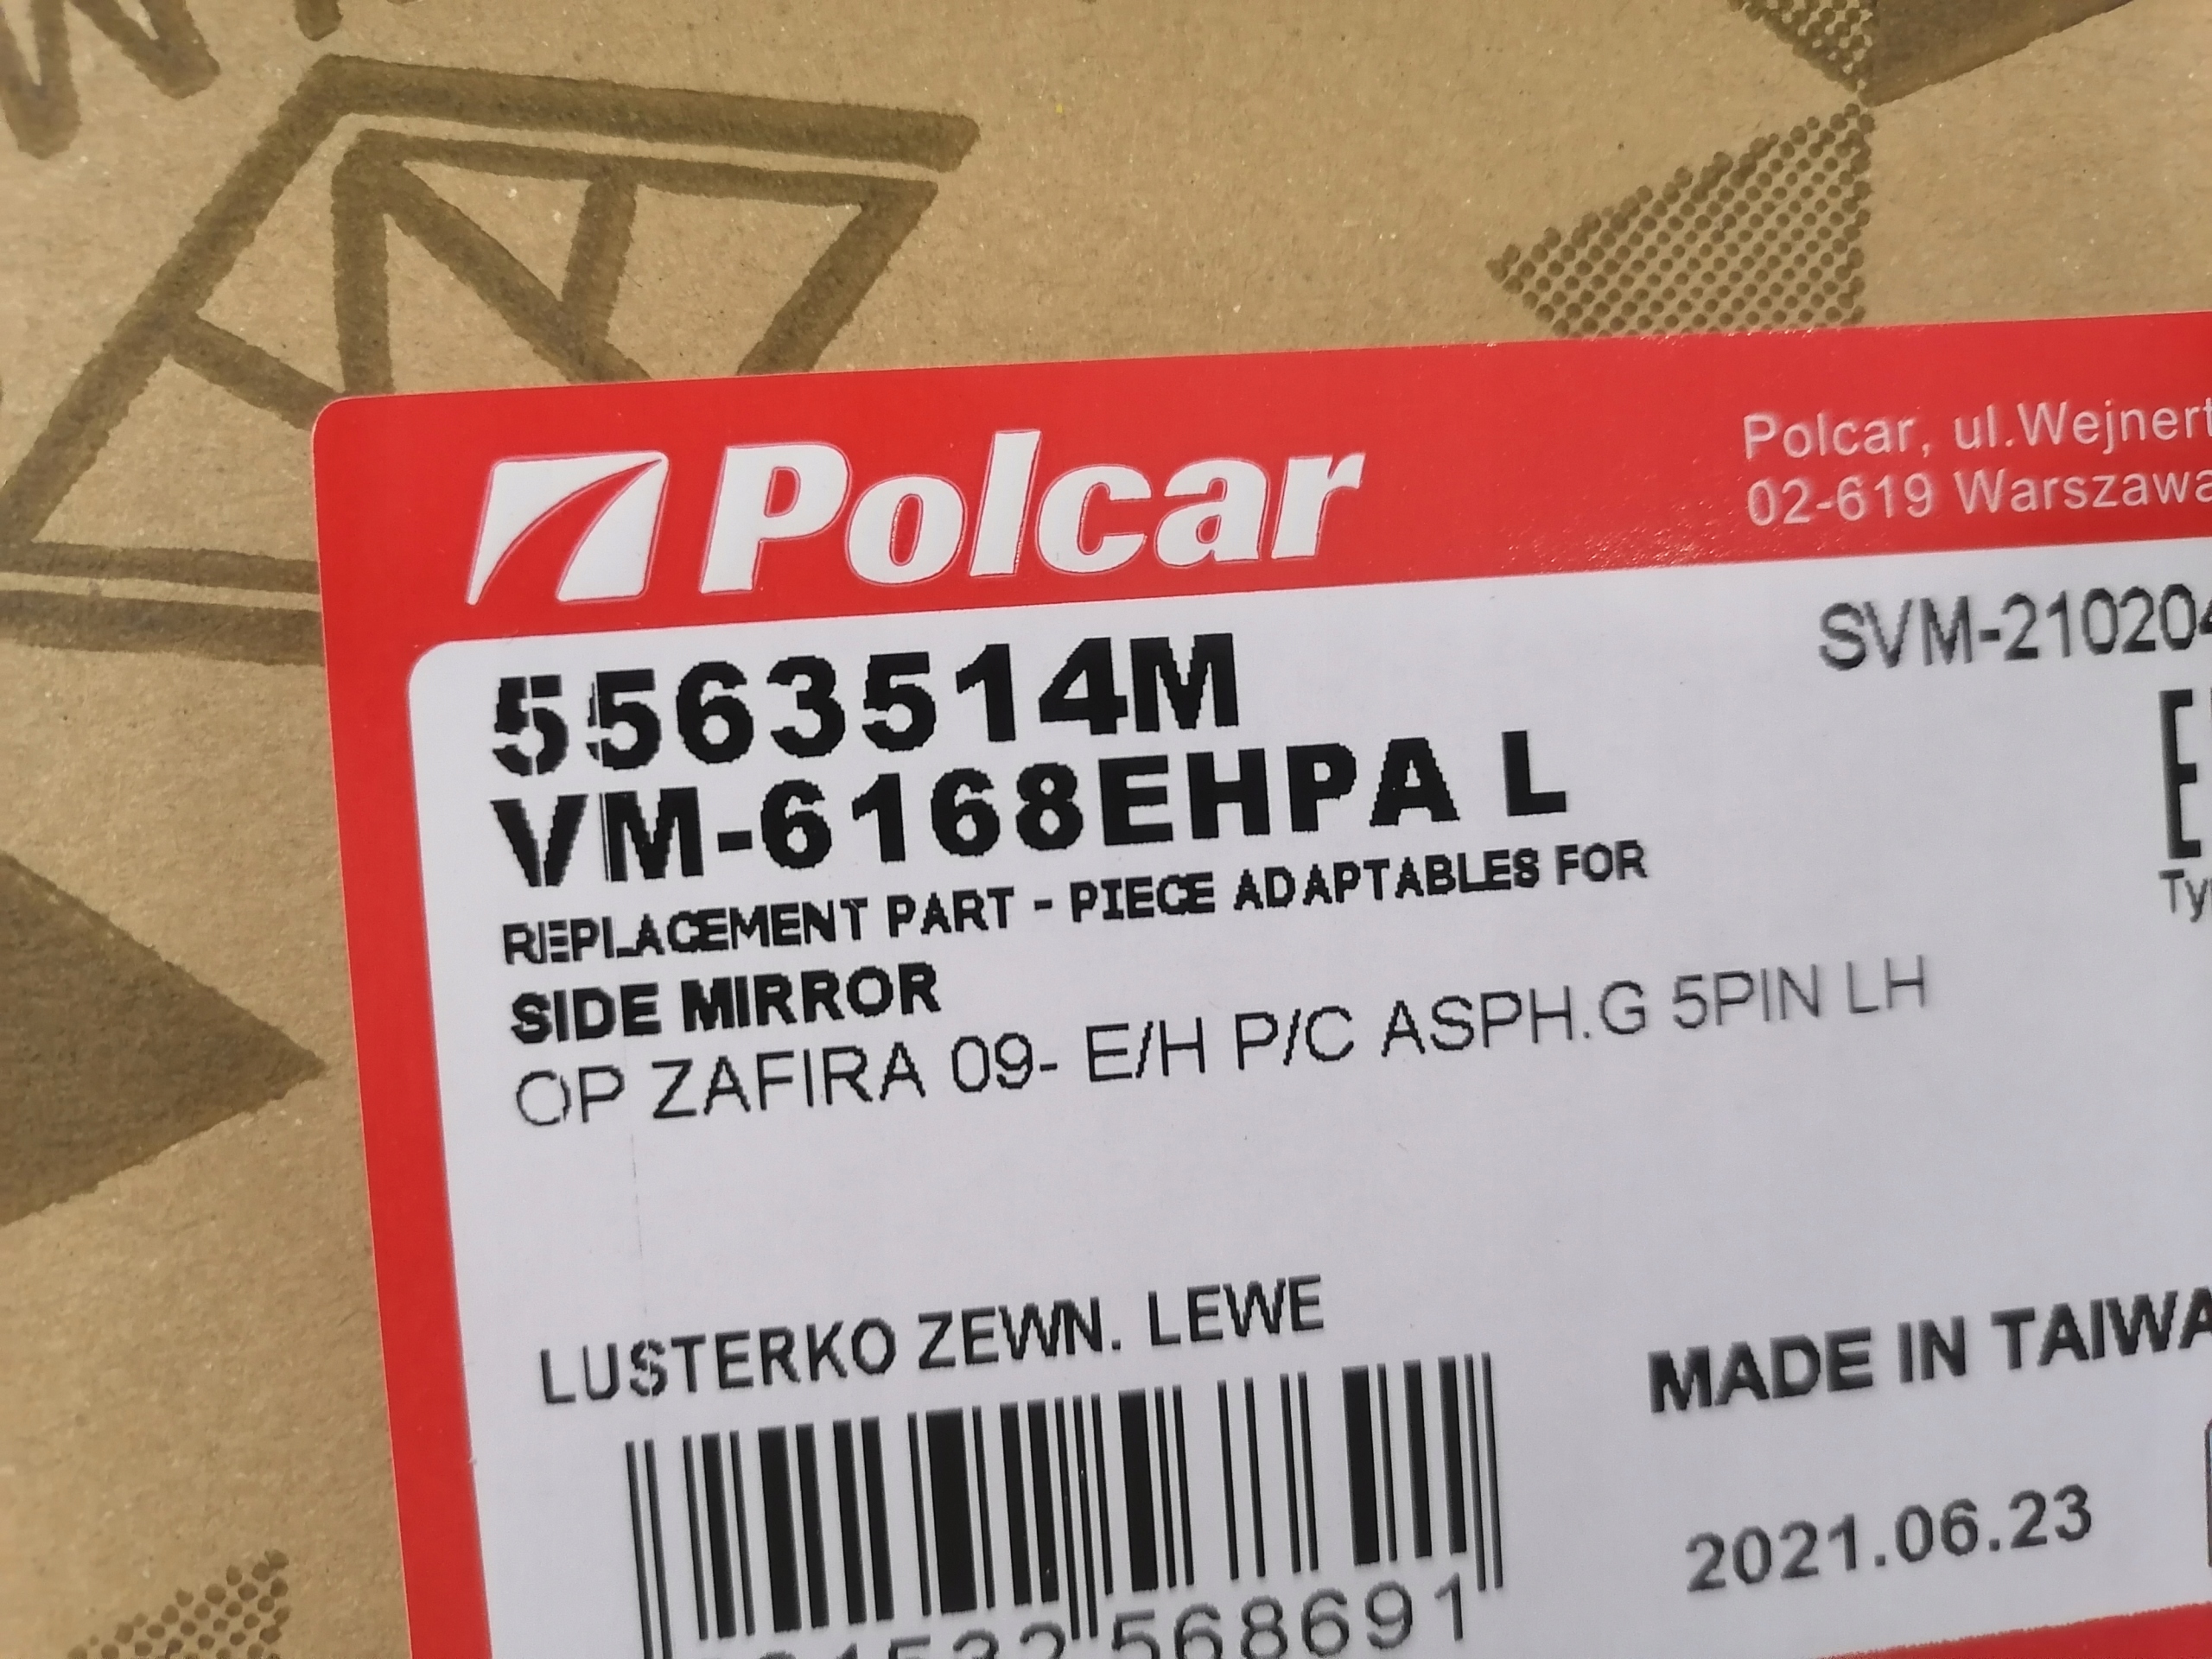 Polcar
Polcar, ul.Wejnert
02-619 Warszawa
5563514M
SVM-210204
VM-6168EHPA L
REPLACEMENT PART - PIECE ADAPTABLES FOR
SIDE MIRROR
OP ZAFIRA 09- E/H P/C ASPH.G 5PIN LH
LUSTERKO ZEWN. LEWE
MADE IN TAIWA
2021.06.23
568691